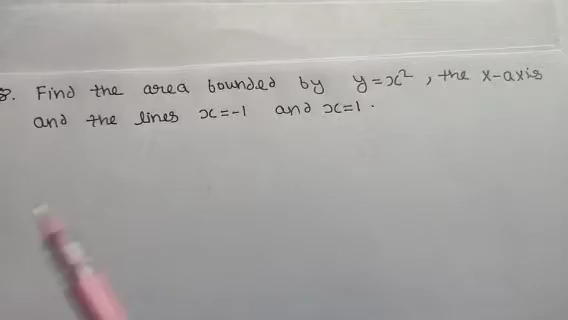 8. Find the area bounded by y = x², the x-axis
and the lines x = -1 and x = 1.